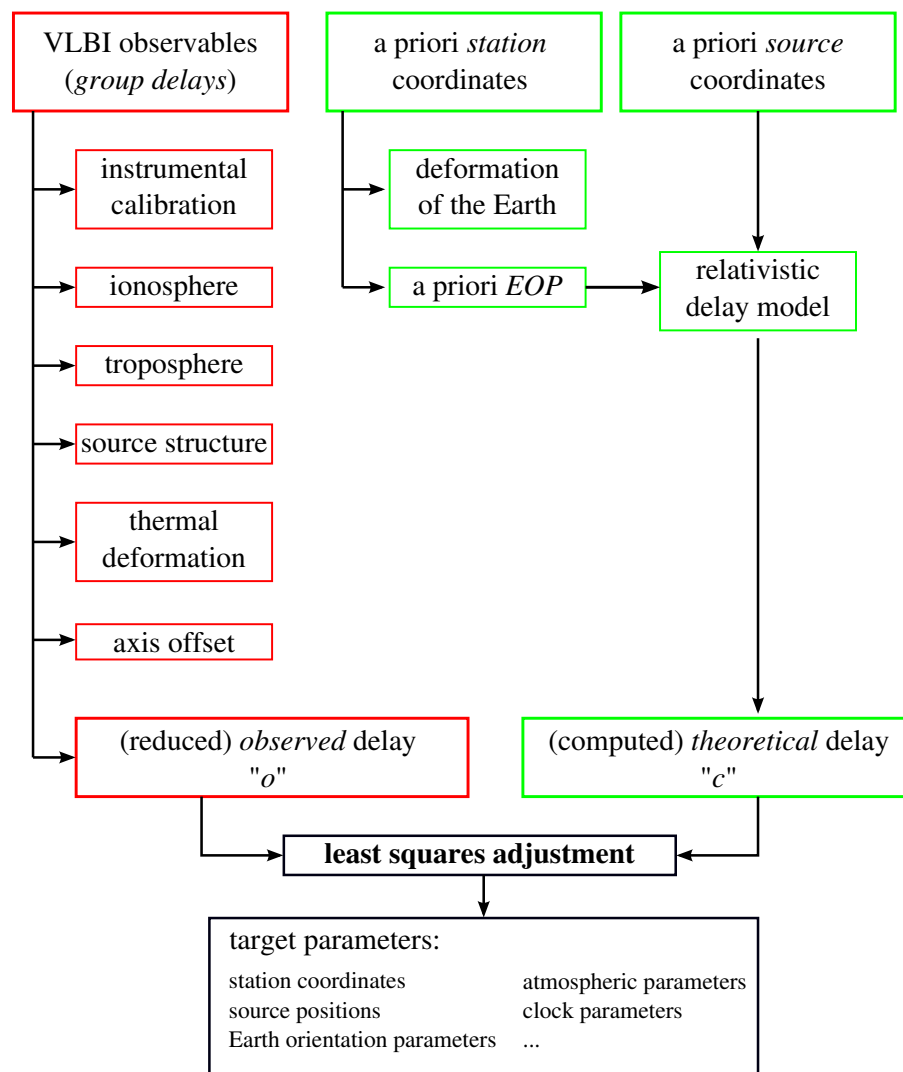 VLBI observables
(group delays)
a priori station
coordinates
a priori source
coordinates
instrumental
calibration
deformation
of the Earth
ionosphere
a priori EOP
relativistic
delay model
troposphere
source structure
thermal
deformation
axis offset
(reduced) observed delay
"o"
(computed) theoretical delay
"c"
least squares adjustment
target parameters:
station coordinates
source positions
Earth orientation parameters
atmospheric parameters
clock parameters
...